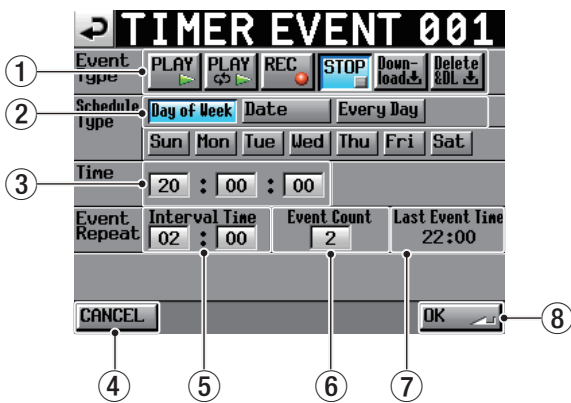 TIMER EVENT 001
Event Type
PLAY PLAY REC STOP Down-load Delete &DL
1
Schedule Type
Day of Week Date Every Day
2
Sun Mon Tue Wed Thu Fri Sat
Time
20 : 00 : 00
3
Event Repeat
Interval Time Event Count Last Event Time
02 : 00 2 22:00
CANCEL OK
8
4 5 6 7